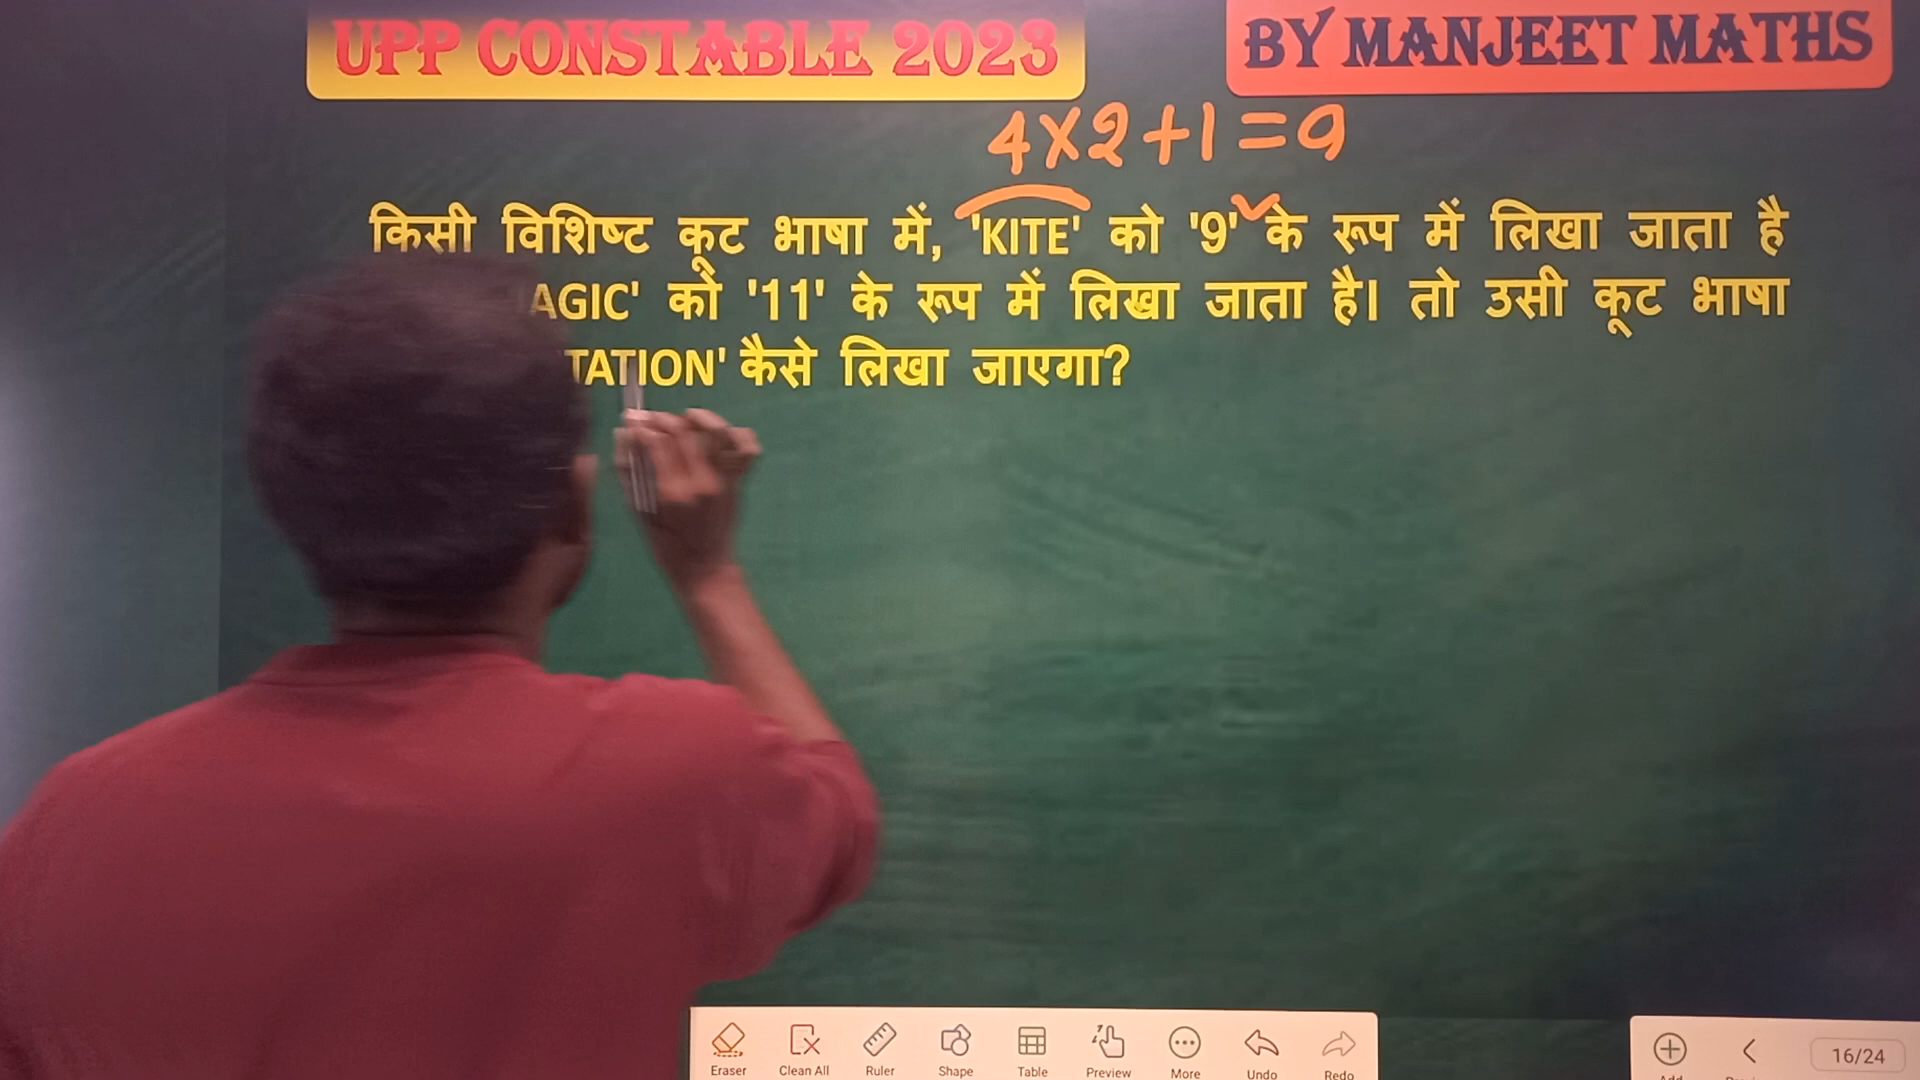 UPP CONSTABLE 2023
BY MANJEET MATHS
4×2+1=9
किसी विशिष्ट कूट भाषा में, 'KITE' को '9' के रूप में लिखा जाता है
AGIC' को '11' के रूप में लिखा जाता है। तो उसी कूट भाषा
TATION' कैसे लिखा जाएगा?
Eraser Clean All Ruler Shape Table Preview More Undo Redo
16/24